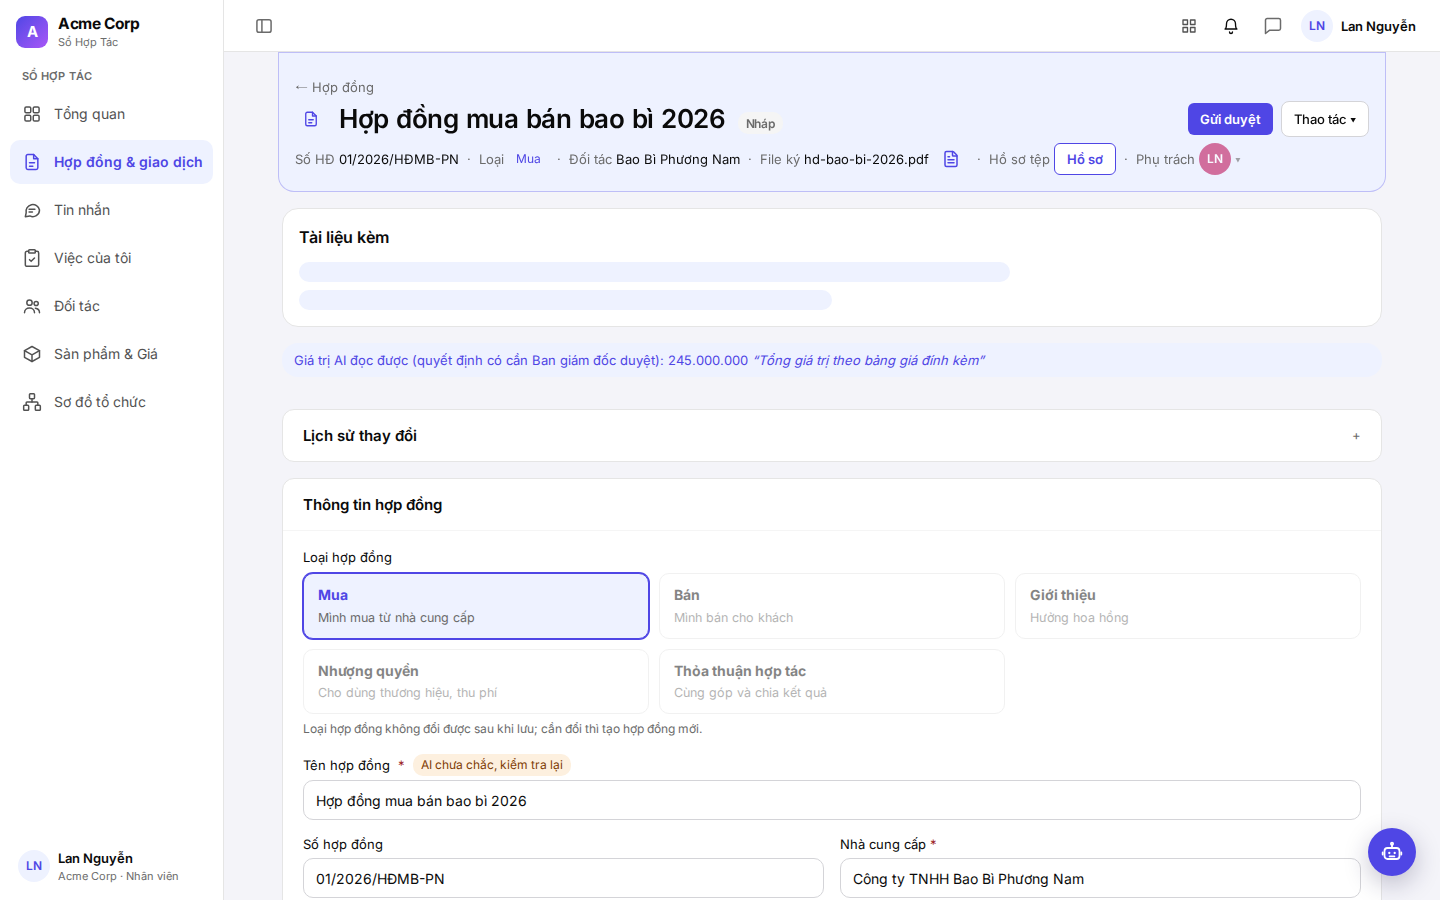 A
Acme Corp
Sổ Hợp Tác
SỔ HỢP TÁC
Tổng quan
Hợp đồng & giao dịch
Tin nhắn
Việc của tôi
Đối tác
Sản phẩm & Giá
Sơ đồ tổ chức
LN
Lan Nguyễn
Acme Corp · Nhân viên
LN Lan Nguyễn
← Hợp đồng
Hợp đồng mua bán bao bì 2026 Nháp
Gửi duyệt Thao tác ▾
Số HĐ 01/2026/HĐMB-PN · Loại Mua · Đối tác Bao Bì Phương Nam · File ký hd-bao-bi-2026.pdf · Hồ sơ tệp Hồ sơ · Phụ trách LN ▾
Tài liệu kèm
Giá trị AI đọc được (quyết định có cần Ban giám đốc duyệt): 245.000.000 “Tổng giá trị theo bảng giá đính kèm”
Lịch sử thay đổi +
Thông tin hợp đồng
Loại hợp đồng
Mua
Mình mua từ nhà cung cấp
Bán
Mình bán cho khách
Giới thiệu
Hưởng hoa hồng
Nhượng quyền
Cho dùng thương hiệu, thu phí
Thỏa thuận hợp tác
Cùng góp và chia kết quả
Loại hợp đồng không đổi được sau khi lưu; cần đổi thì tạo hợp đồng mới.
Tên hợp đồng * AI chưa chắc, kiểm tra lại
Hợp đồng mua bán bao bì 2026
Số hợp đồng
01/2026/HĐMB-PN
Nhà cung cấp *
Công ty TNHH Bao Bì Phương Nam